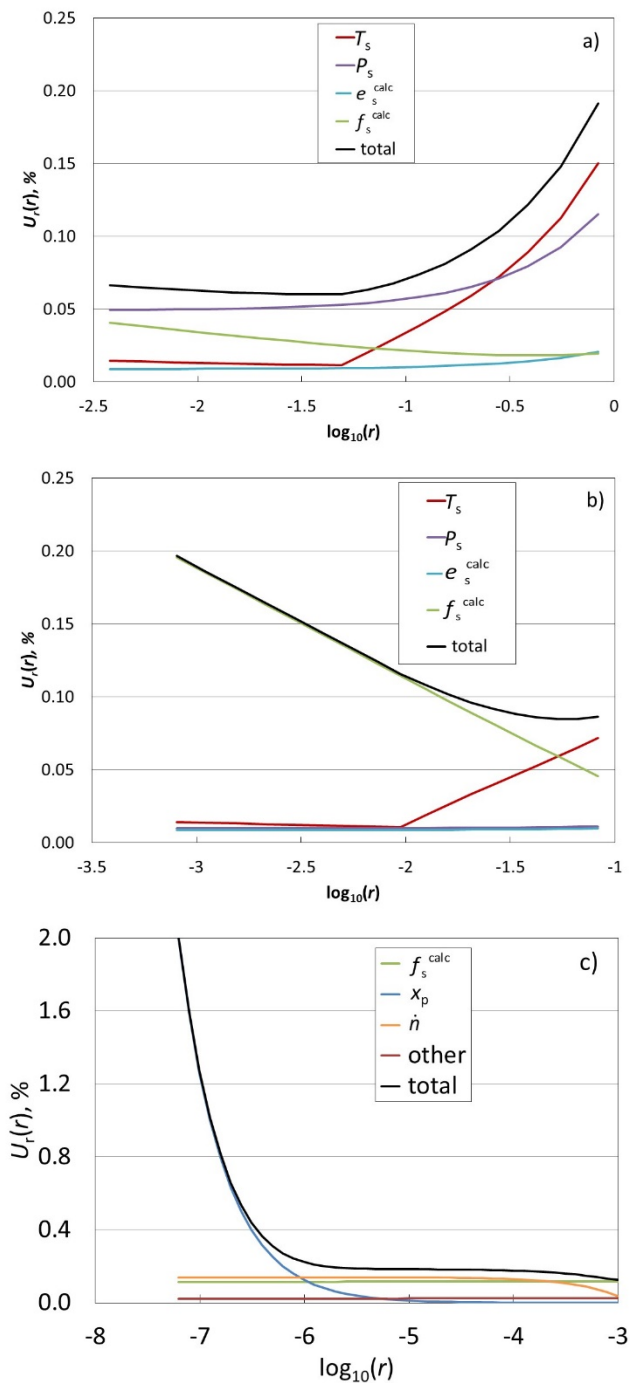 a)
T_s
P_s
e_s^calc
f_s^calc
total
0.25
0.20
0.15
0.10
0.05
0.00
U_r(r), %
-2.5 -2 -1.5 -1 -0.5 0
log₁₀(r)
b)
T_s
P_s
e_s^calc
f_s^calc
total
0.25
0.20
0.15
0.10
0.05
0.00
U_r(r), %
-3.5 -3 -2.5 -2 -1.5 -1
log₁₀(r)
c)
f_s^calc
x_p
ṅ
other
total
2.0
1.6
1.2
0.8
0.4
0.0
U_r(r), %
-8 -7 -6 -5 -4 -3
log₁₀(r)